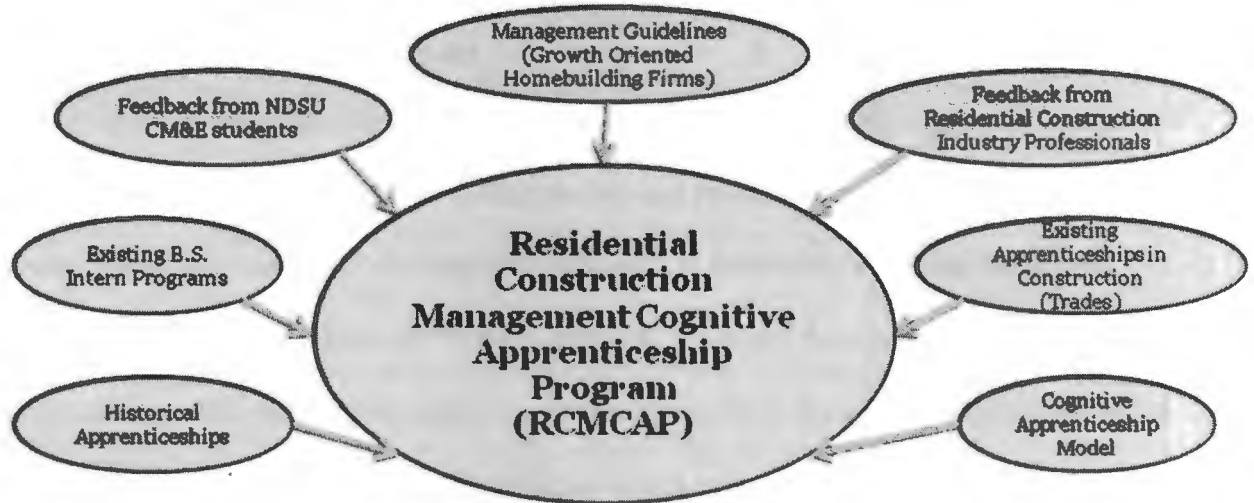 Management Guidelines
(Growth Oriented
Homebuilding Firms)
Feedback from NDSU
CM&E students
Feedback from
Residential Construction
Industry Professionals
Existing B.S.
Intern Programs
Existing
Apprenticeships in
Construction
(Trades)
Historical
Apprenticeships
Cognitive
Apprenticeship
Model
Residential
Construction
Management Cognitive
Apprenticeship
Program
(RCMCAP)